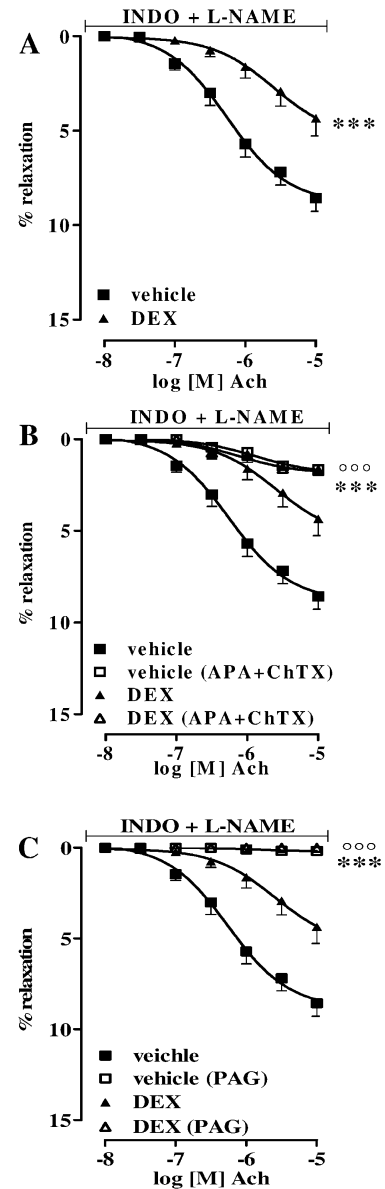 A
INDO + L-NAME
0
5
10
15
% relaxation
***
vehicle
DEX
-8 -7 -6 -5
log [M] Ach
B
INDO + L-NAME
0
5
10
15
% relaxation
°°°
***
vehicle
vehicle (APA+ChTX)
DEX
DEX (APA+ChTX)
-8 -7 -6 -5
log [M] Ach
C
INDO + L-NAME
0
5
10
15
% relaxation
°°°
***
veichle
vehicle (PAG)
DEX
DEX (PAG)
-8 -7 -6 -5
log [M] Ach